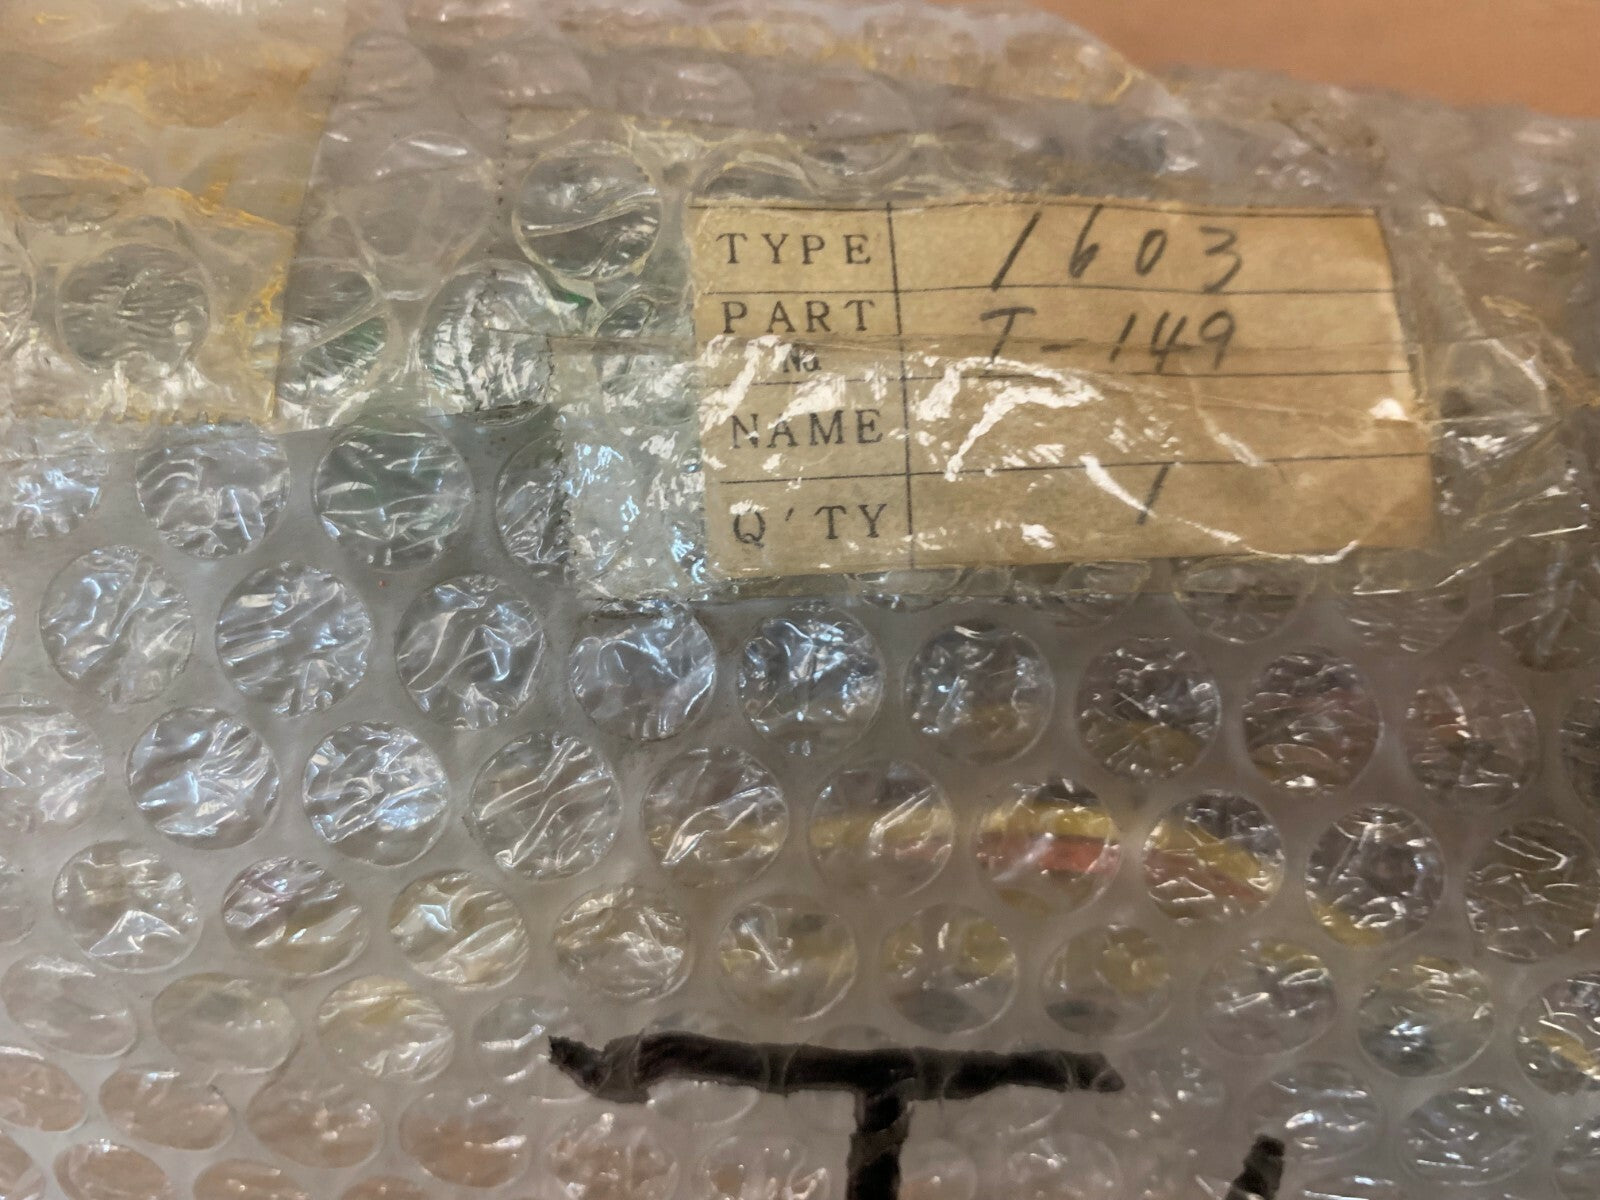 TYPE 1603
PART No T-149
NAME
Q'TY 1
T